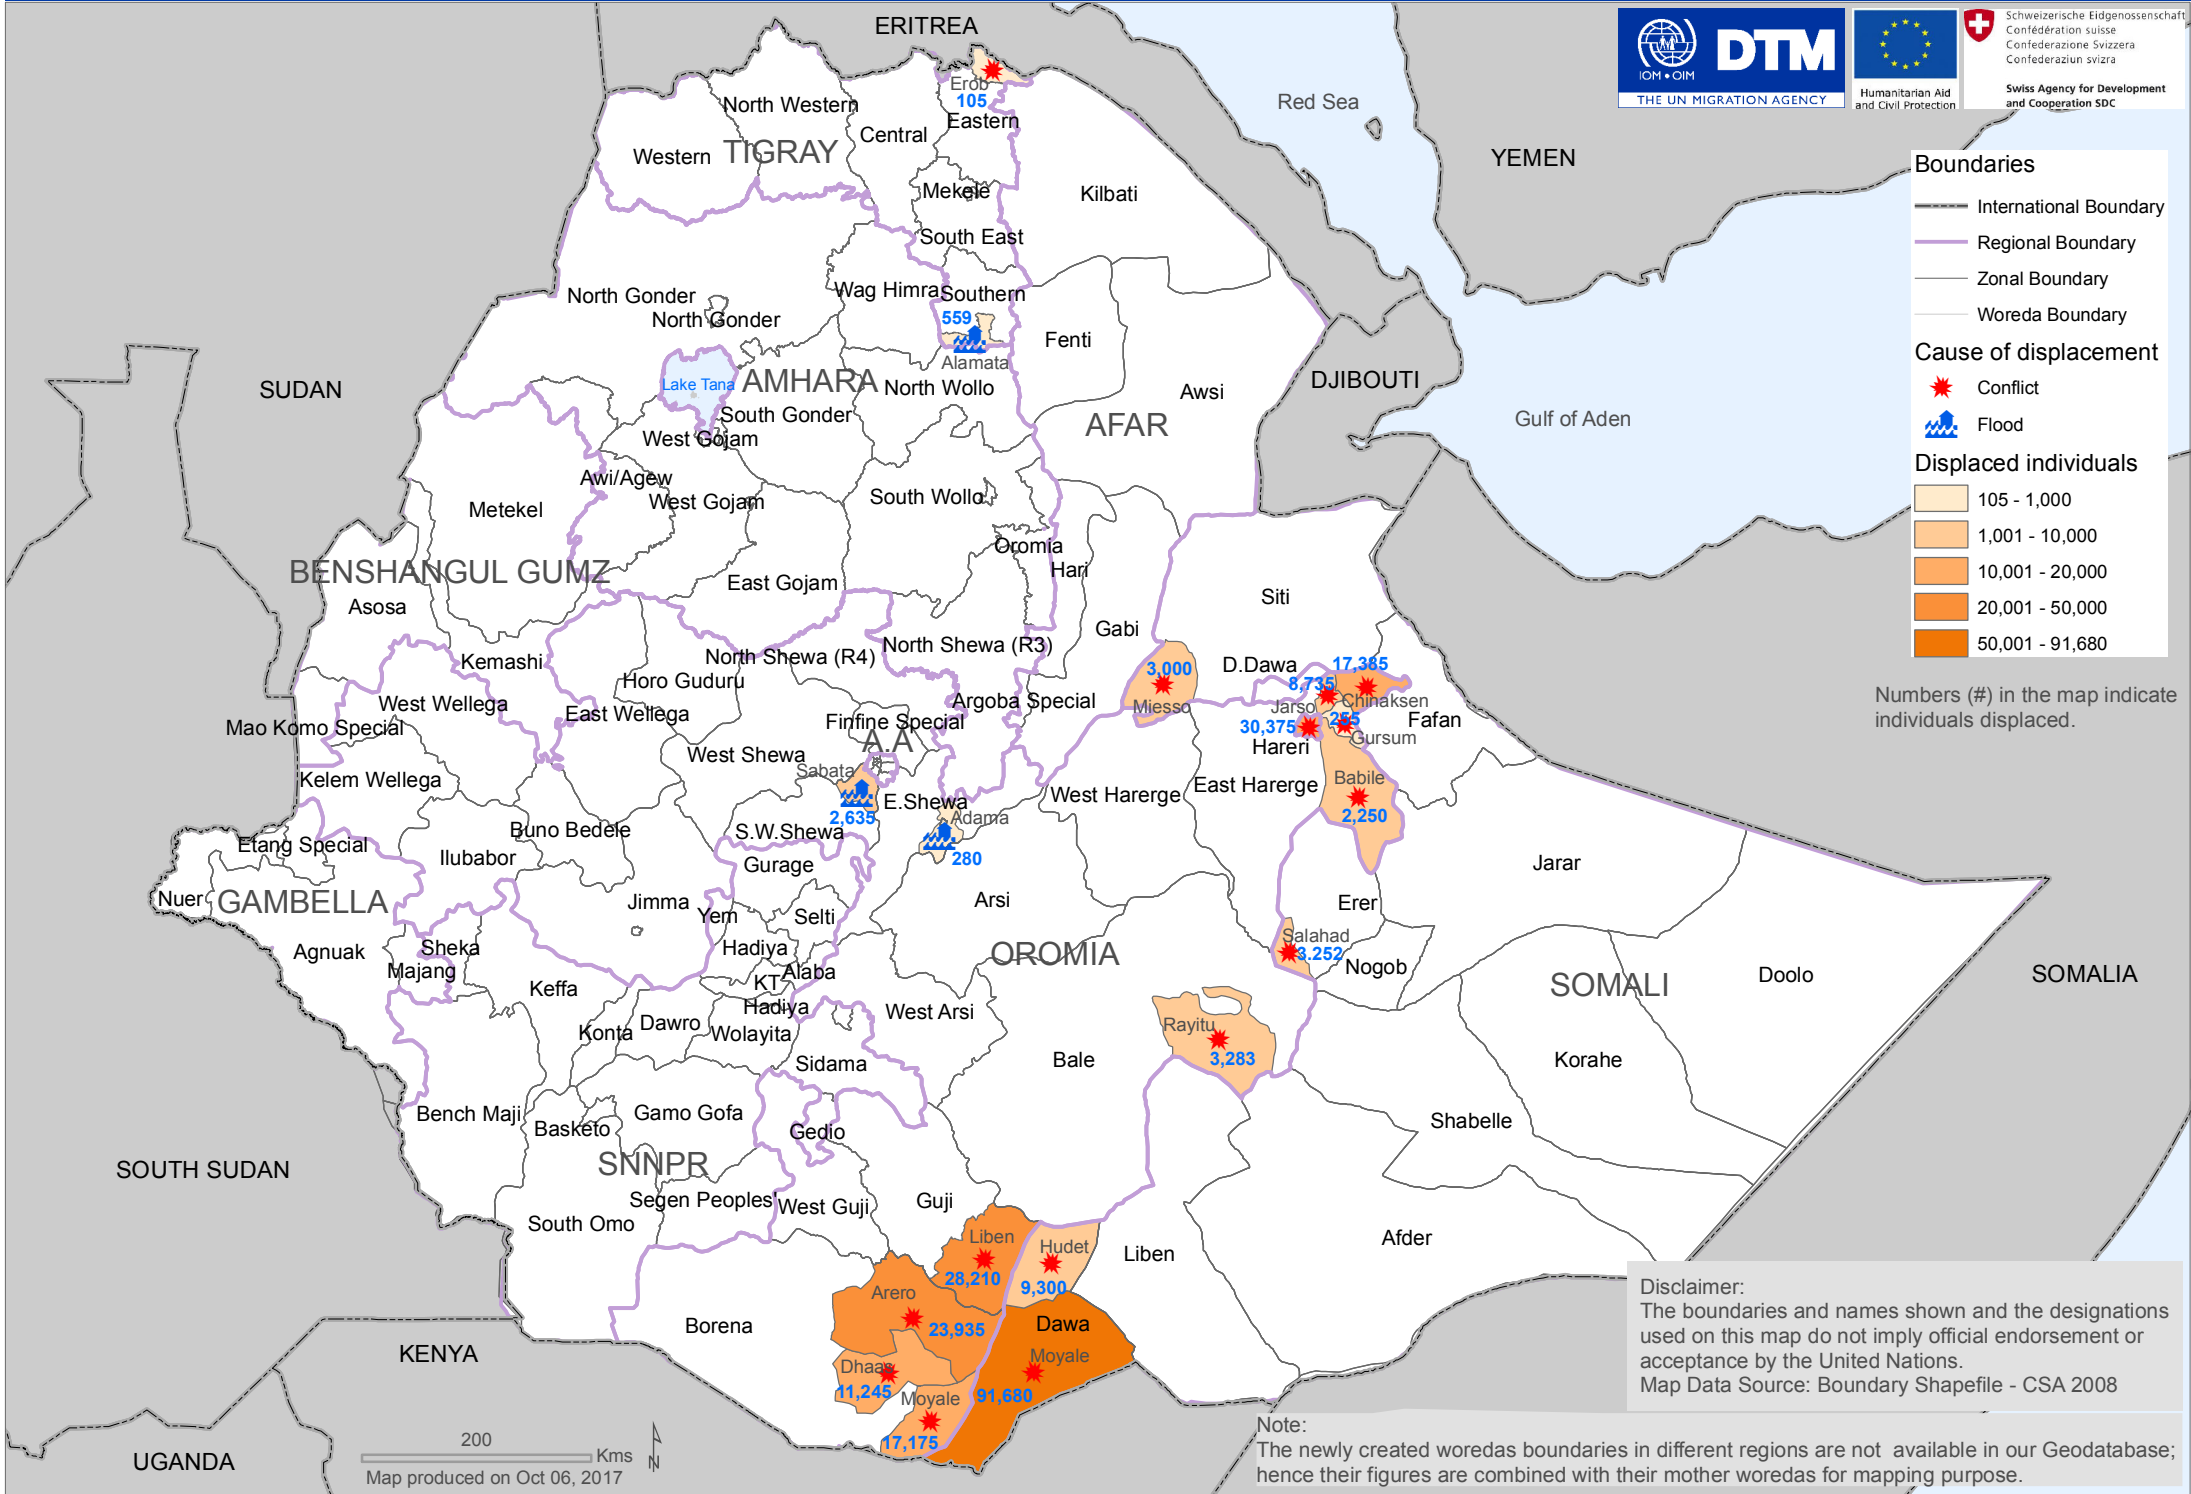 ERITREA
IOM • OIM
DTM
THE UN MIGRATION AGENCY
Humanitarian Aid
and Civil Protection
Schweizerische Eidgenossenschaft
Confédération suisse
Confederazione Svizzera
Confederaziun svizra
Swiss Agency for Development
and Cooperation SDC
Red Sea
YEMEN
Erob
105
Eastern
North Western
Central
Western
TIGRAY
Mekele
Kilbati
South East
Boundaries
International Boundary
Regional Boundary
Zonal Boundary
Woreda Boundary
Cause of displacement
Conflict
Flood
Displaced individuals
105 - 1,000
1,001 - 10,000
10,001 - 20,000
20,001 - 50,000
50,001 - 91,680
Numbers (#) in the map indicate
individuals displaced.
Wag Himra
Southern
North Gonder
North Gonder
559
Alamata
Fenti
SUDAN
Lake Tana
AMHARA
North Wollo
Awsi
DJIBOUTI
Gulf of Aden
South Gonder
AFAR
West Gojam
Awi/Agew
West Gojam
South Wollo
Metekel
Oromia
BENSHANGUL GUMZ
Hari
East Gojam
Asosa
Siti
Gabi
North Shewa (R4)
North Shewa (R3)
Kemashi
Horo Guduru
3,000
Miesso
D.Dawa
17,385
8,735
Chinaksen
Jarso
255
30,375
Gursum
Hareri
Fafan
West Wellega
East Wellega
Argoba Special
Mao Komo Special
Finfine Special
A.A
West Shewa
Sabata
2,635
Kelem Wellega
E.Shewa
Adama
280
West Harerge
East Harerge
Babile
2,250
Buno Bedele
S.W.Shewa
Etang Special
Ilubabor
Gurage
Jarar
Nuer
GAMBELLA
Jimma
Yem
Selti
Arsi
Erer
Agnuak
Sheka
Majang
Hadiya
OROMIA
Salahad
3.252
Nogob
KT
Alaba
Keffa
Hadiya
SOMALI
Doolo
SOMALIA
Konta
Dawro
Wolayita
West Arsi
Rayitu
3,283
Sidama
Bale
Korahe
Bench Maji
Basketo
Gamo Gofa
Gedio
Shabelle
SOUTH SUDAN
SNNPR
Segen Peoples'
West Guji
Guji
South Omo
Liben
28,210
Hudet
9,300
Liben
Afder
Arero
23,935
Borena
Dawa
Moyale
91,680
KENYA
Dhaas
11,245
Moyale
17,175
UGANDA
200
Kms
N
Map produced on Oct 06, 2017
Disclaimer:
The boundaries and names shown and the designations
used on this map do not imply official endorsement or
acceptance by the United Nations.
Map Data Source: Boundary Shapefile - CSA 2008
Note:
The newly created woredas boundaries in different regions are not available in our Geodatabase;
hence their figures are combined with their mother woredas for mapping purpose.